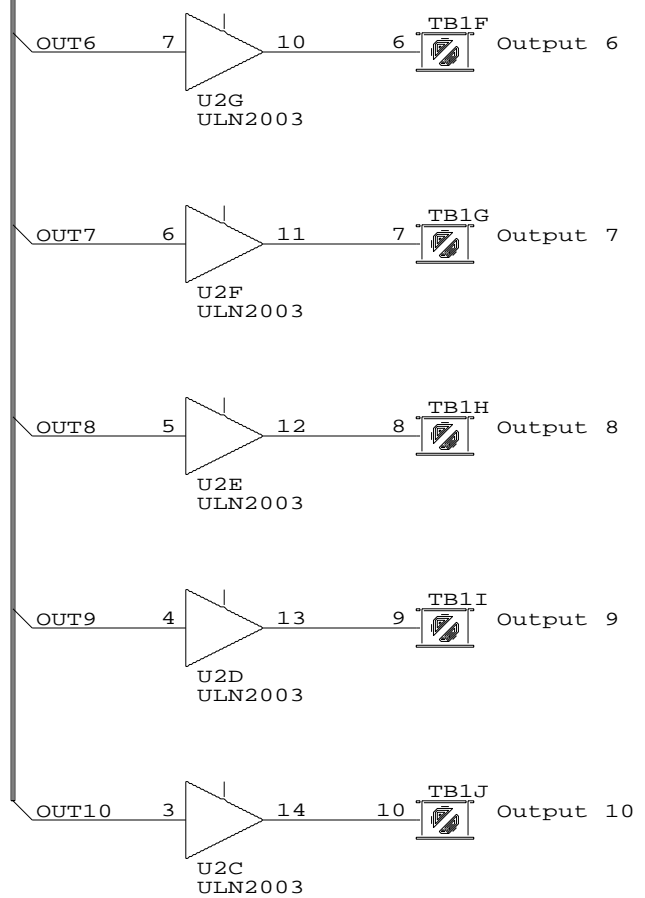 TB1F
OUT6 7 10 6 Output 6
U2G
ULN2003
TB1G
OUT7 6 11 7 Output 7
U2F
ULN2003
TB1H
OUT8 5 12 8 Output 8
U2E
ULN2003
TB1I
OUT9 4 13 9 Output 9
U2D
ULN2003
TB1J
OUT10 3 14 10 Output 10
U2C
ULN2003